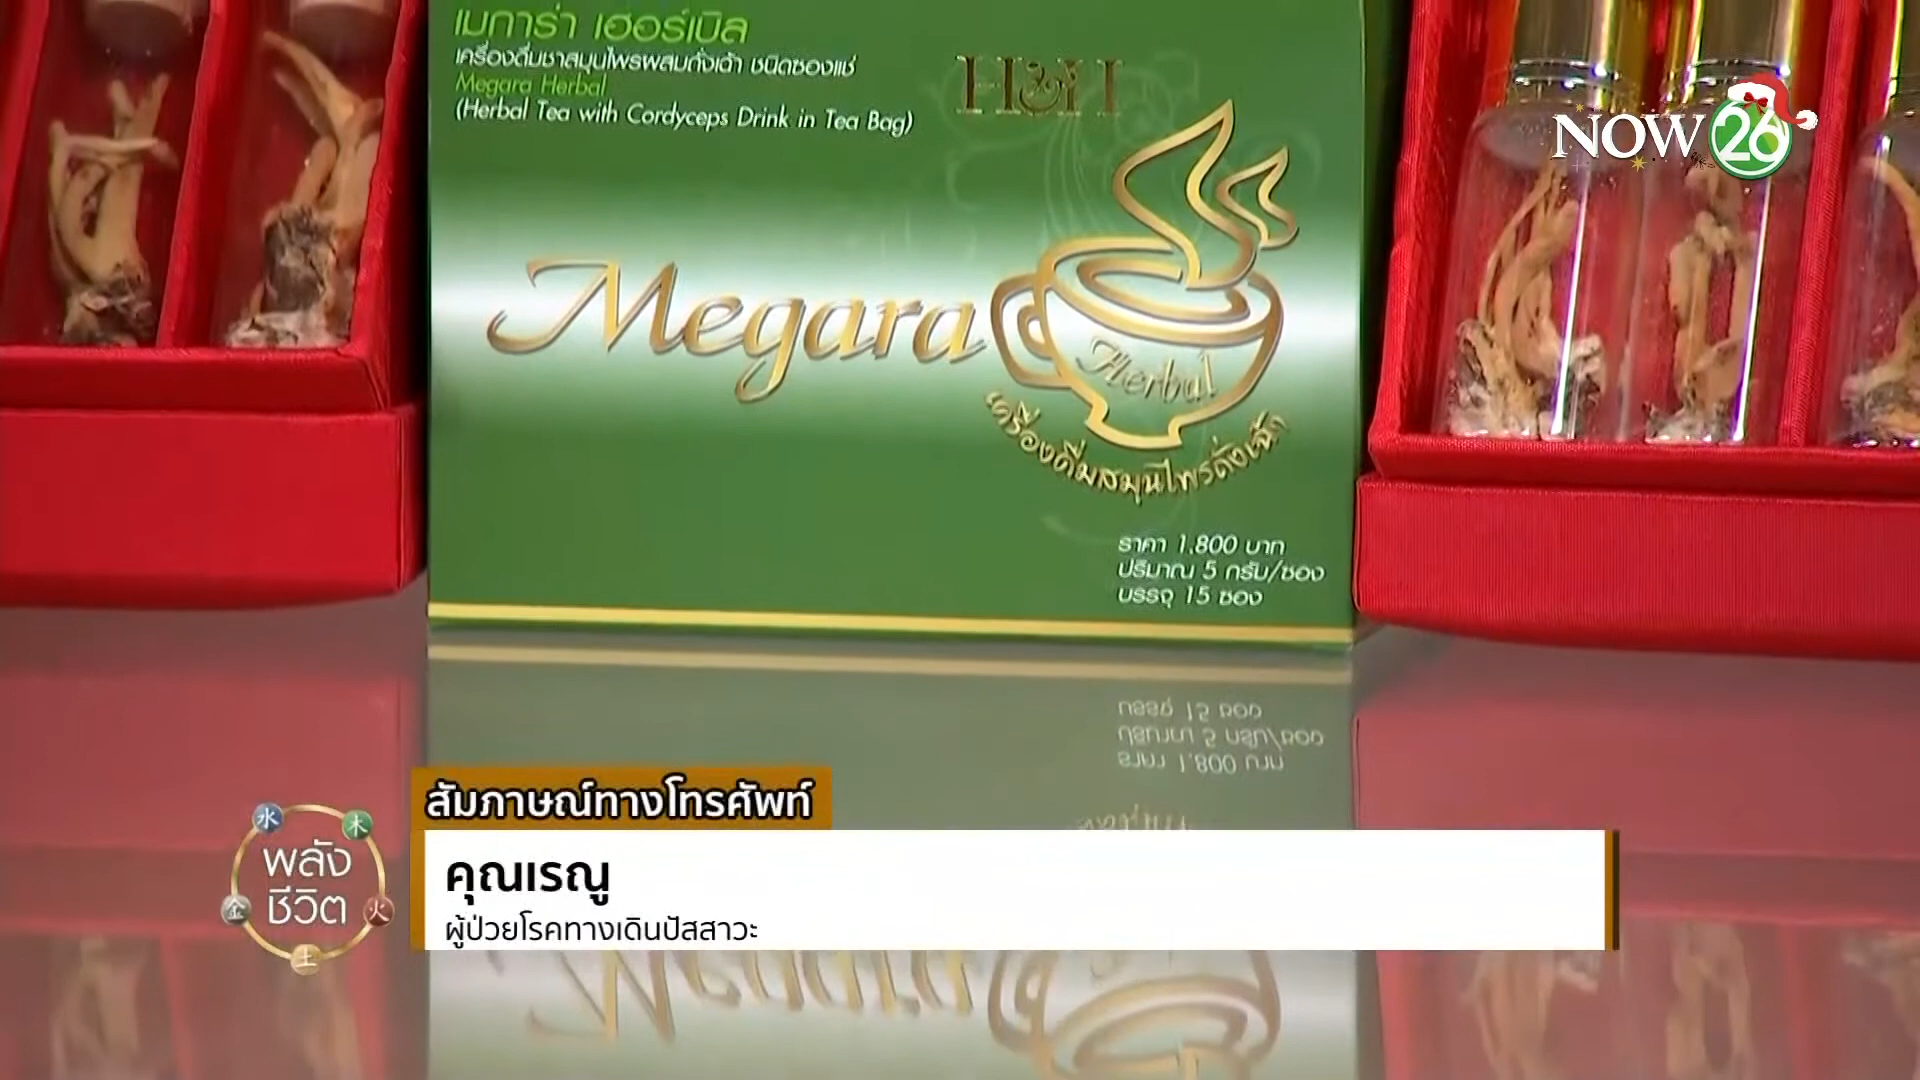 เมการ่า เฮอร์เบิล
เครื่องดื่มชาสมุนไพรผสมถั่งเฉ้า ชนิดซองแช่
Megara Herbal
(Herbal Tea with Cordyceps Drink in Tea Bag)
H&H
NOW 26
Megara
Herbal
เครื่องดื่มสมุนไพรถั่งเฉ้า
ราคา 1,800 บาท
ปริมาณ 5 กรัม/ซอง
บรรจุ 15 ซอง
สัมภาษณ์ทางโทรศัพท์
水 木
พลัง
ชีวิต
金 火
土
คุณเรณู
ผู้ป่วยโรคทางเดินปัสสาวะ